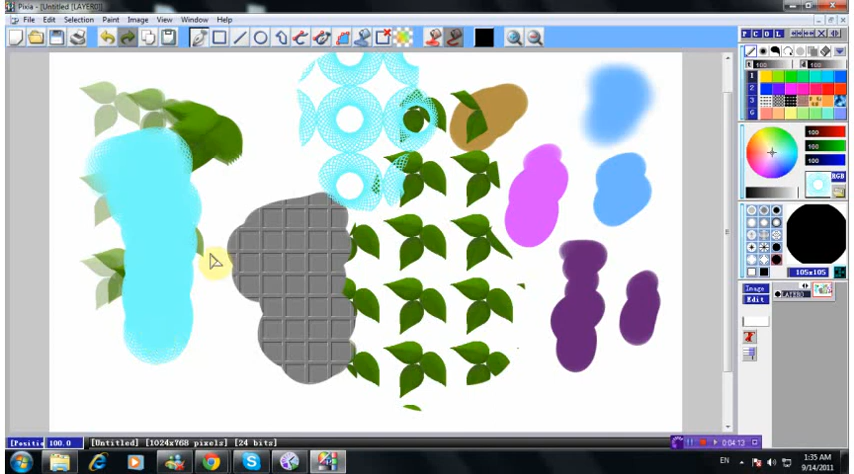 Pixia - [Untitled [LAYER0]]
File Edit Selection Paint Image View Window Help
P C O L
100 100
1
2
3
6
100
100
100
RGB
105x105
Image
Edit
LAYER0
[Positio 100.0 [Untitled] [1024x768 pixels] [24 bits]
0:04:13
EN
1:35 AM
9/14/2011